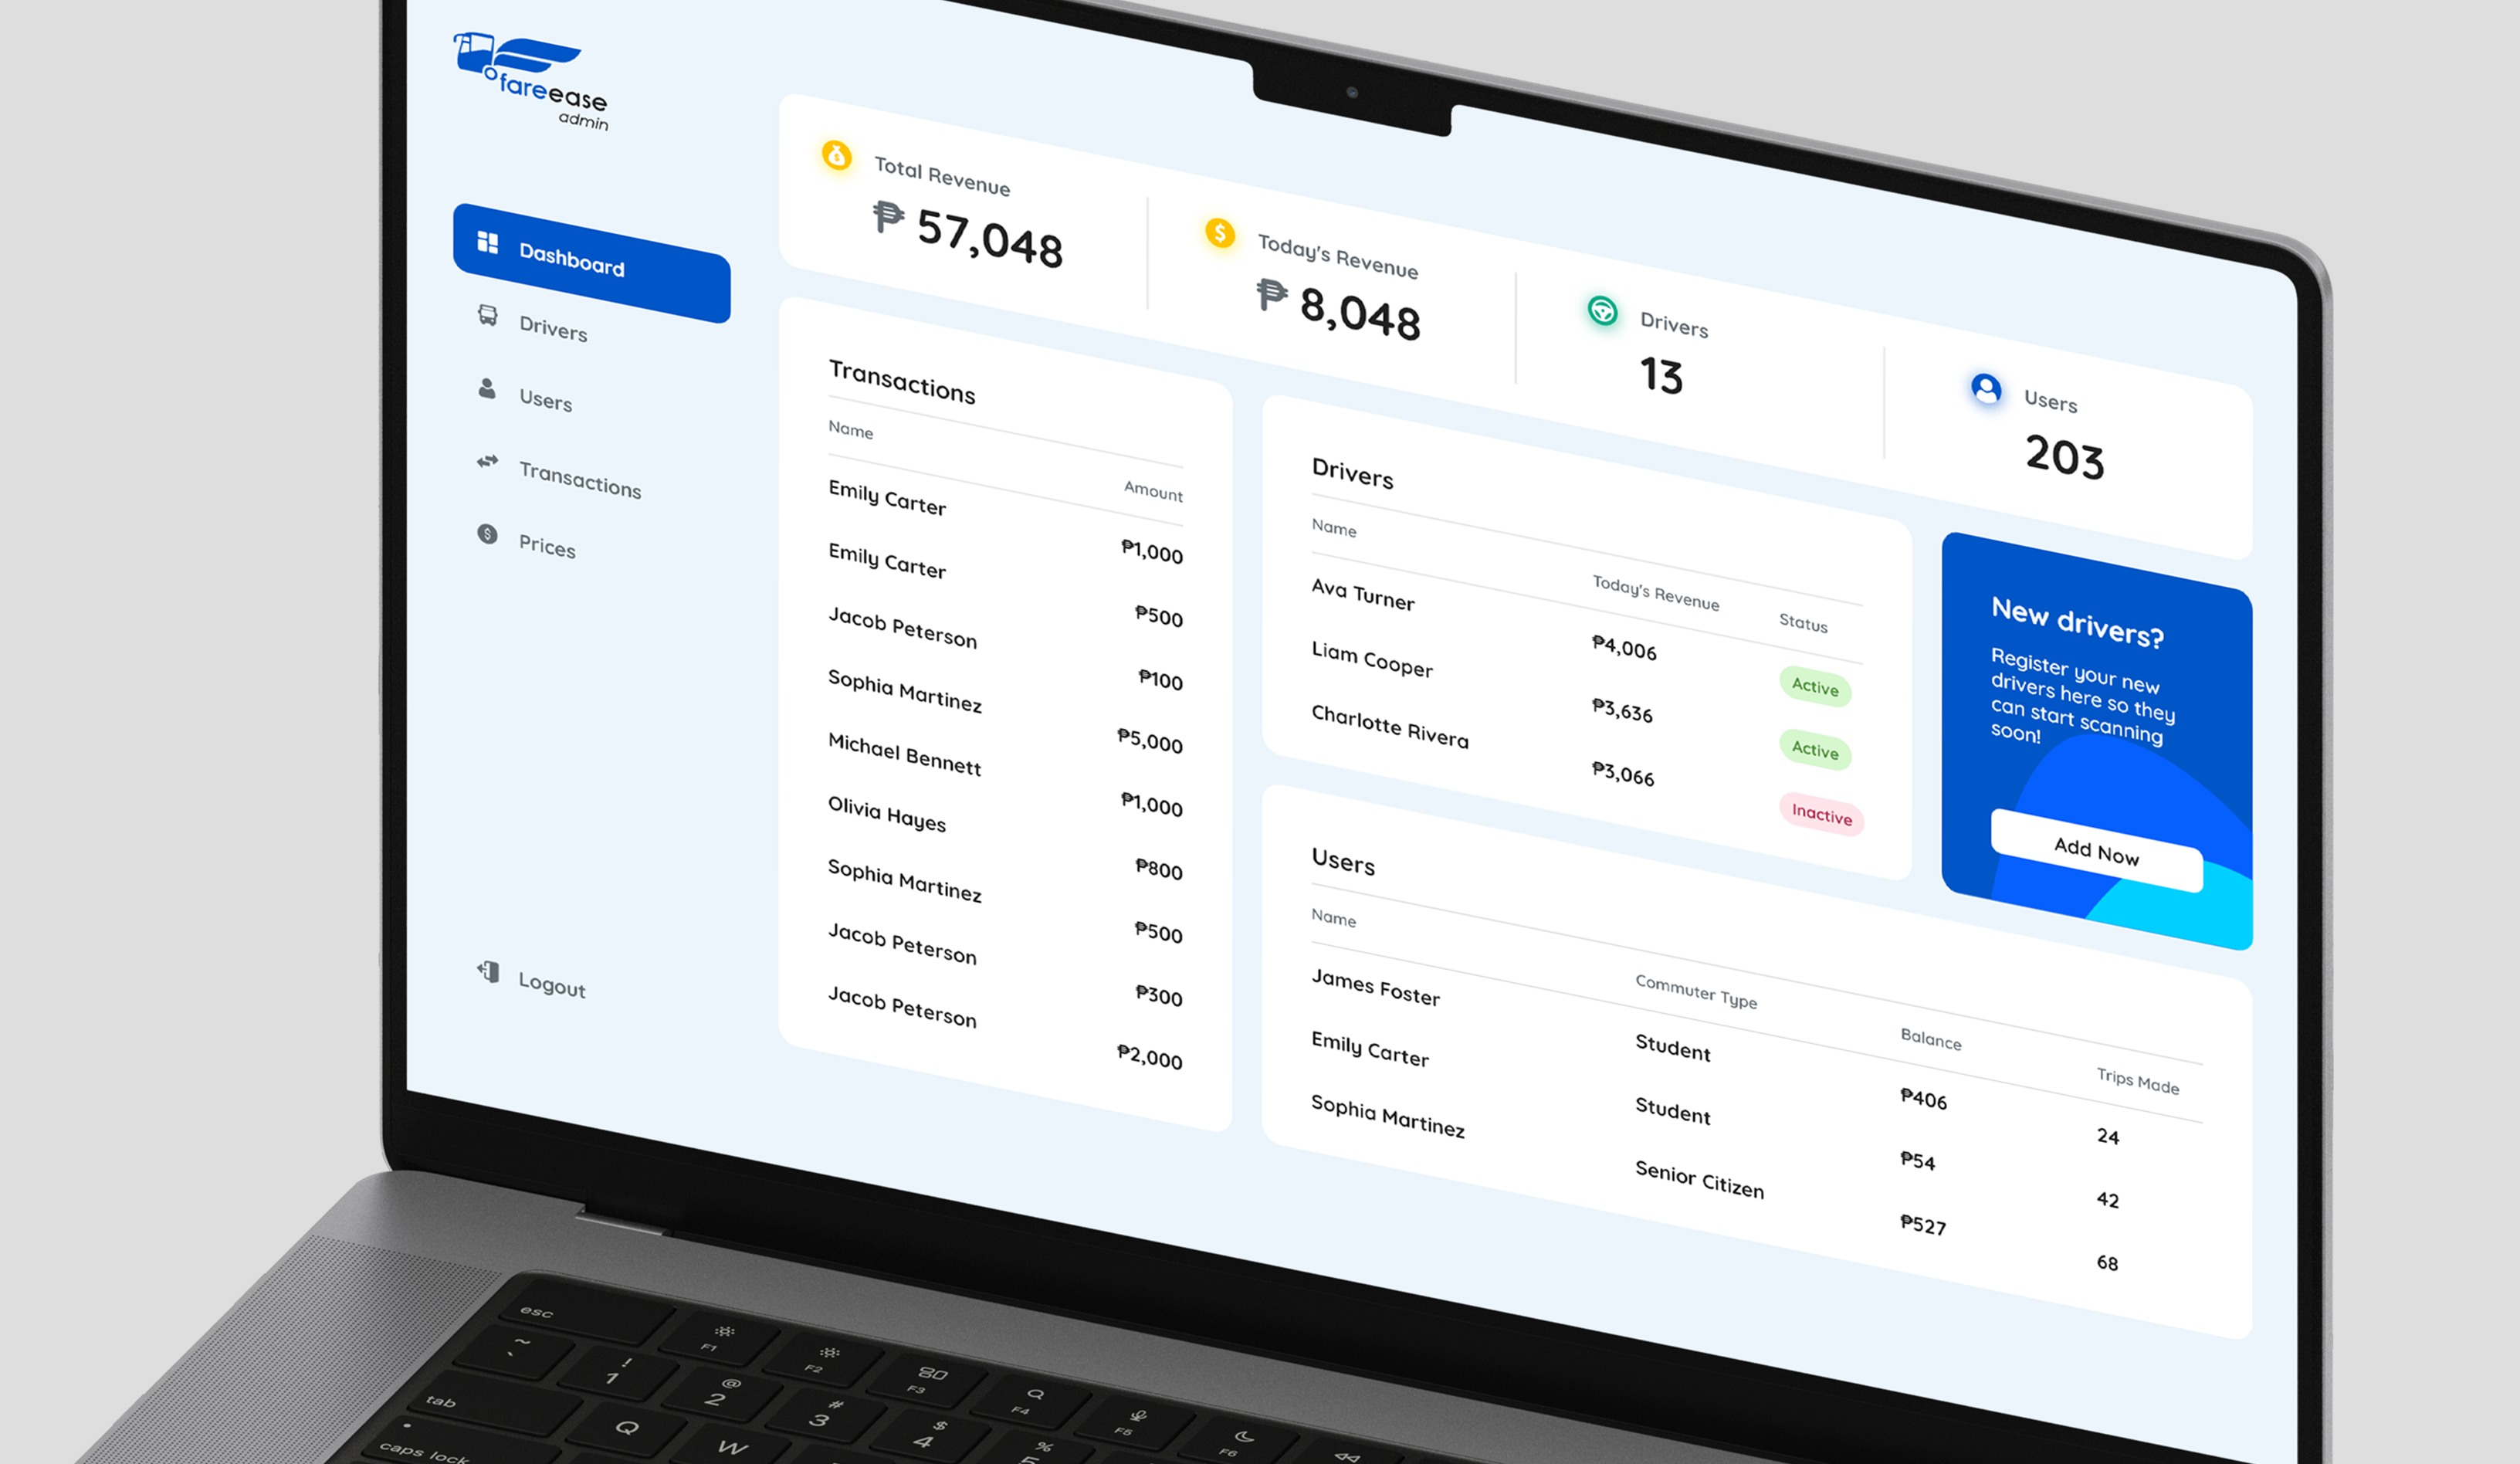 fareease
admin
Dashboard
Drivers
Users
Transactions
Prices
Logout
Total Revenue
₱ 57,048
Today's Revenue
₱ 8,048
Drivers
13
Users
203
Transactions
Name Amount
Emily Carter ₱1,000
Emily Carter ₱500
Jacob Peterson ₱100
Sophia Martinez ₱5,000
Michael Bennett ₱1,000
Olivia Hayes ₱800
Sophia Martinez ₱500
Jacob Peterson ₱300
Jacob Peterson ₱2,000
Drivers
Name Today's Revenue Status
Ava Turner ₱4,006 Active
Liam Cooper ₱3,636 Active
Charlotte Rivera ₱3,066 Inactive
New drivers?
Register your new
drivers here so they
can start scanning
soon!
Add Now
Users
Name Commuter Type Balance Trips Made
James Foster Student ₱406 24
Emily Carter Student ₱54 42
Sophia Martinez Senior Citizen ₱527 68
esc F1 F2 F3 F4 F5 F6
~ ` ! 1 @ 2 # 3 $ 4 % 5
tab Q W
caps lock